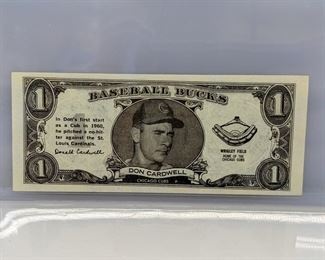 BASEBALL BUCKS
1
1
In Don's first start
as a Cub in 1960,
he pitched a no-hit-
ter against the St.
Louis Cardinals.
Donald Cardwell
WRIGLEY FIELD
HOME OF THE
CHICAGO CUBS
1
1
DON CARDWELL
CHICAGO CUBS P